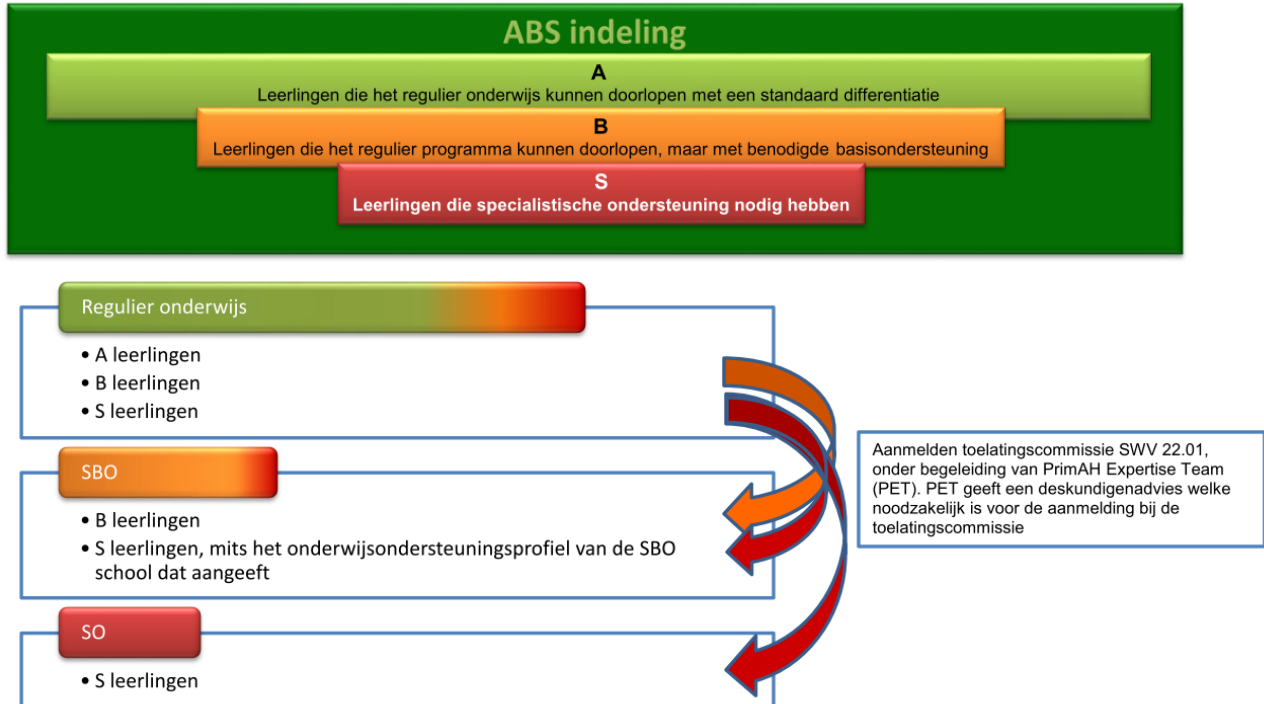 ABS indeling
A
Leerlingen die het regulier onderwijs kunnen doorlopen met een standaard differentiatie
B
Leerlingen die het regulier programma kunnen doorlopen, maar met benodigde basisondersteuning
S
Leerlingen die specialistische ondersteuning nodig hebben
Regulier onderwijs
• A leerlingen
• B leerlingen
• S leerlingen
SBO
• B leerlingen
• S leerlingen, mits het onderwijsondersteuningsprofiel van de SBO
school dat aangeeft
SO
• S leerlingen
Aanmelden toelatingscommissie SWV 22.01,
onder begeleiding van PrimAH Expertise Team
(PET). PET geeft een deskundigenadvies welke
noodzakelijk is voor de aanmelding bij de
toelatingscommissie